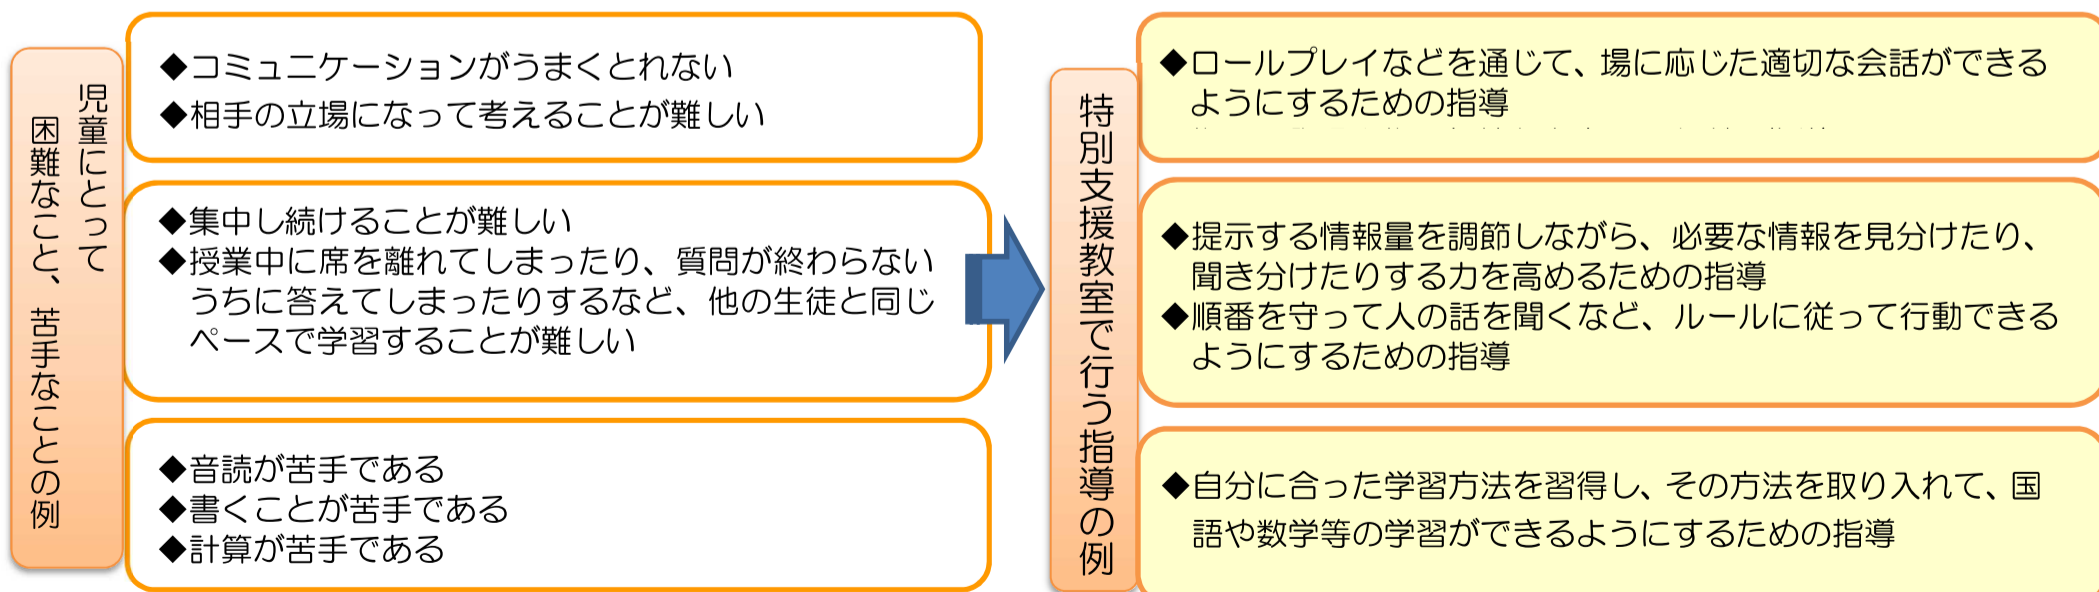 児童にとって
困難なこと、苦手なことの例
◆コミュニケーションがうまくとれない
◆相手の立場になって考えることが難しい
◆集中し続けることが難しい
◆授業中に席を離れてしまったり、質問が終わらない
うちに答えてしまったりするなど、他の生徒と同じ
ペースで学習することが難しい
◆音読が苦手である
◆書くことが苦手である
◆計算が苦手である
特別支援教室で行う指導の例
◆ロールプレイなどを通じて、場に応じた適切な会話ができる
ようにするための指導
◆提示する情報量を調節しながら、必要な情報を見分けたり、
聞き分けたりする力を高めるための指導
◆順番を守って人の話を聞くなど、ルールに従って行動できる
ようにするための指導
◆自分に合った学習方法を習得し、その方法を取り入れて、国
語や数学等の学習ができるようにするための指導